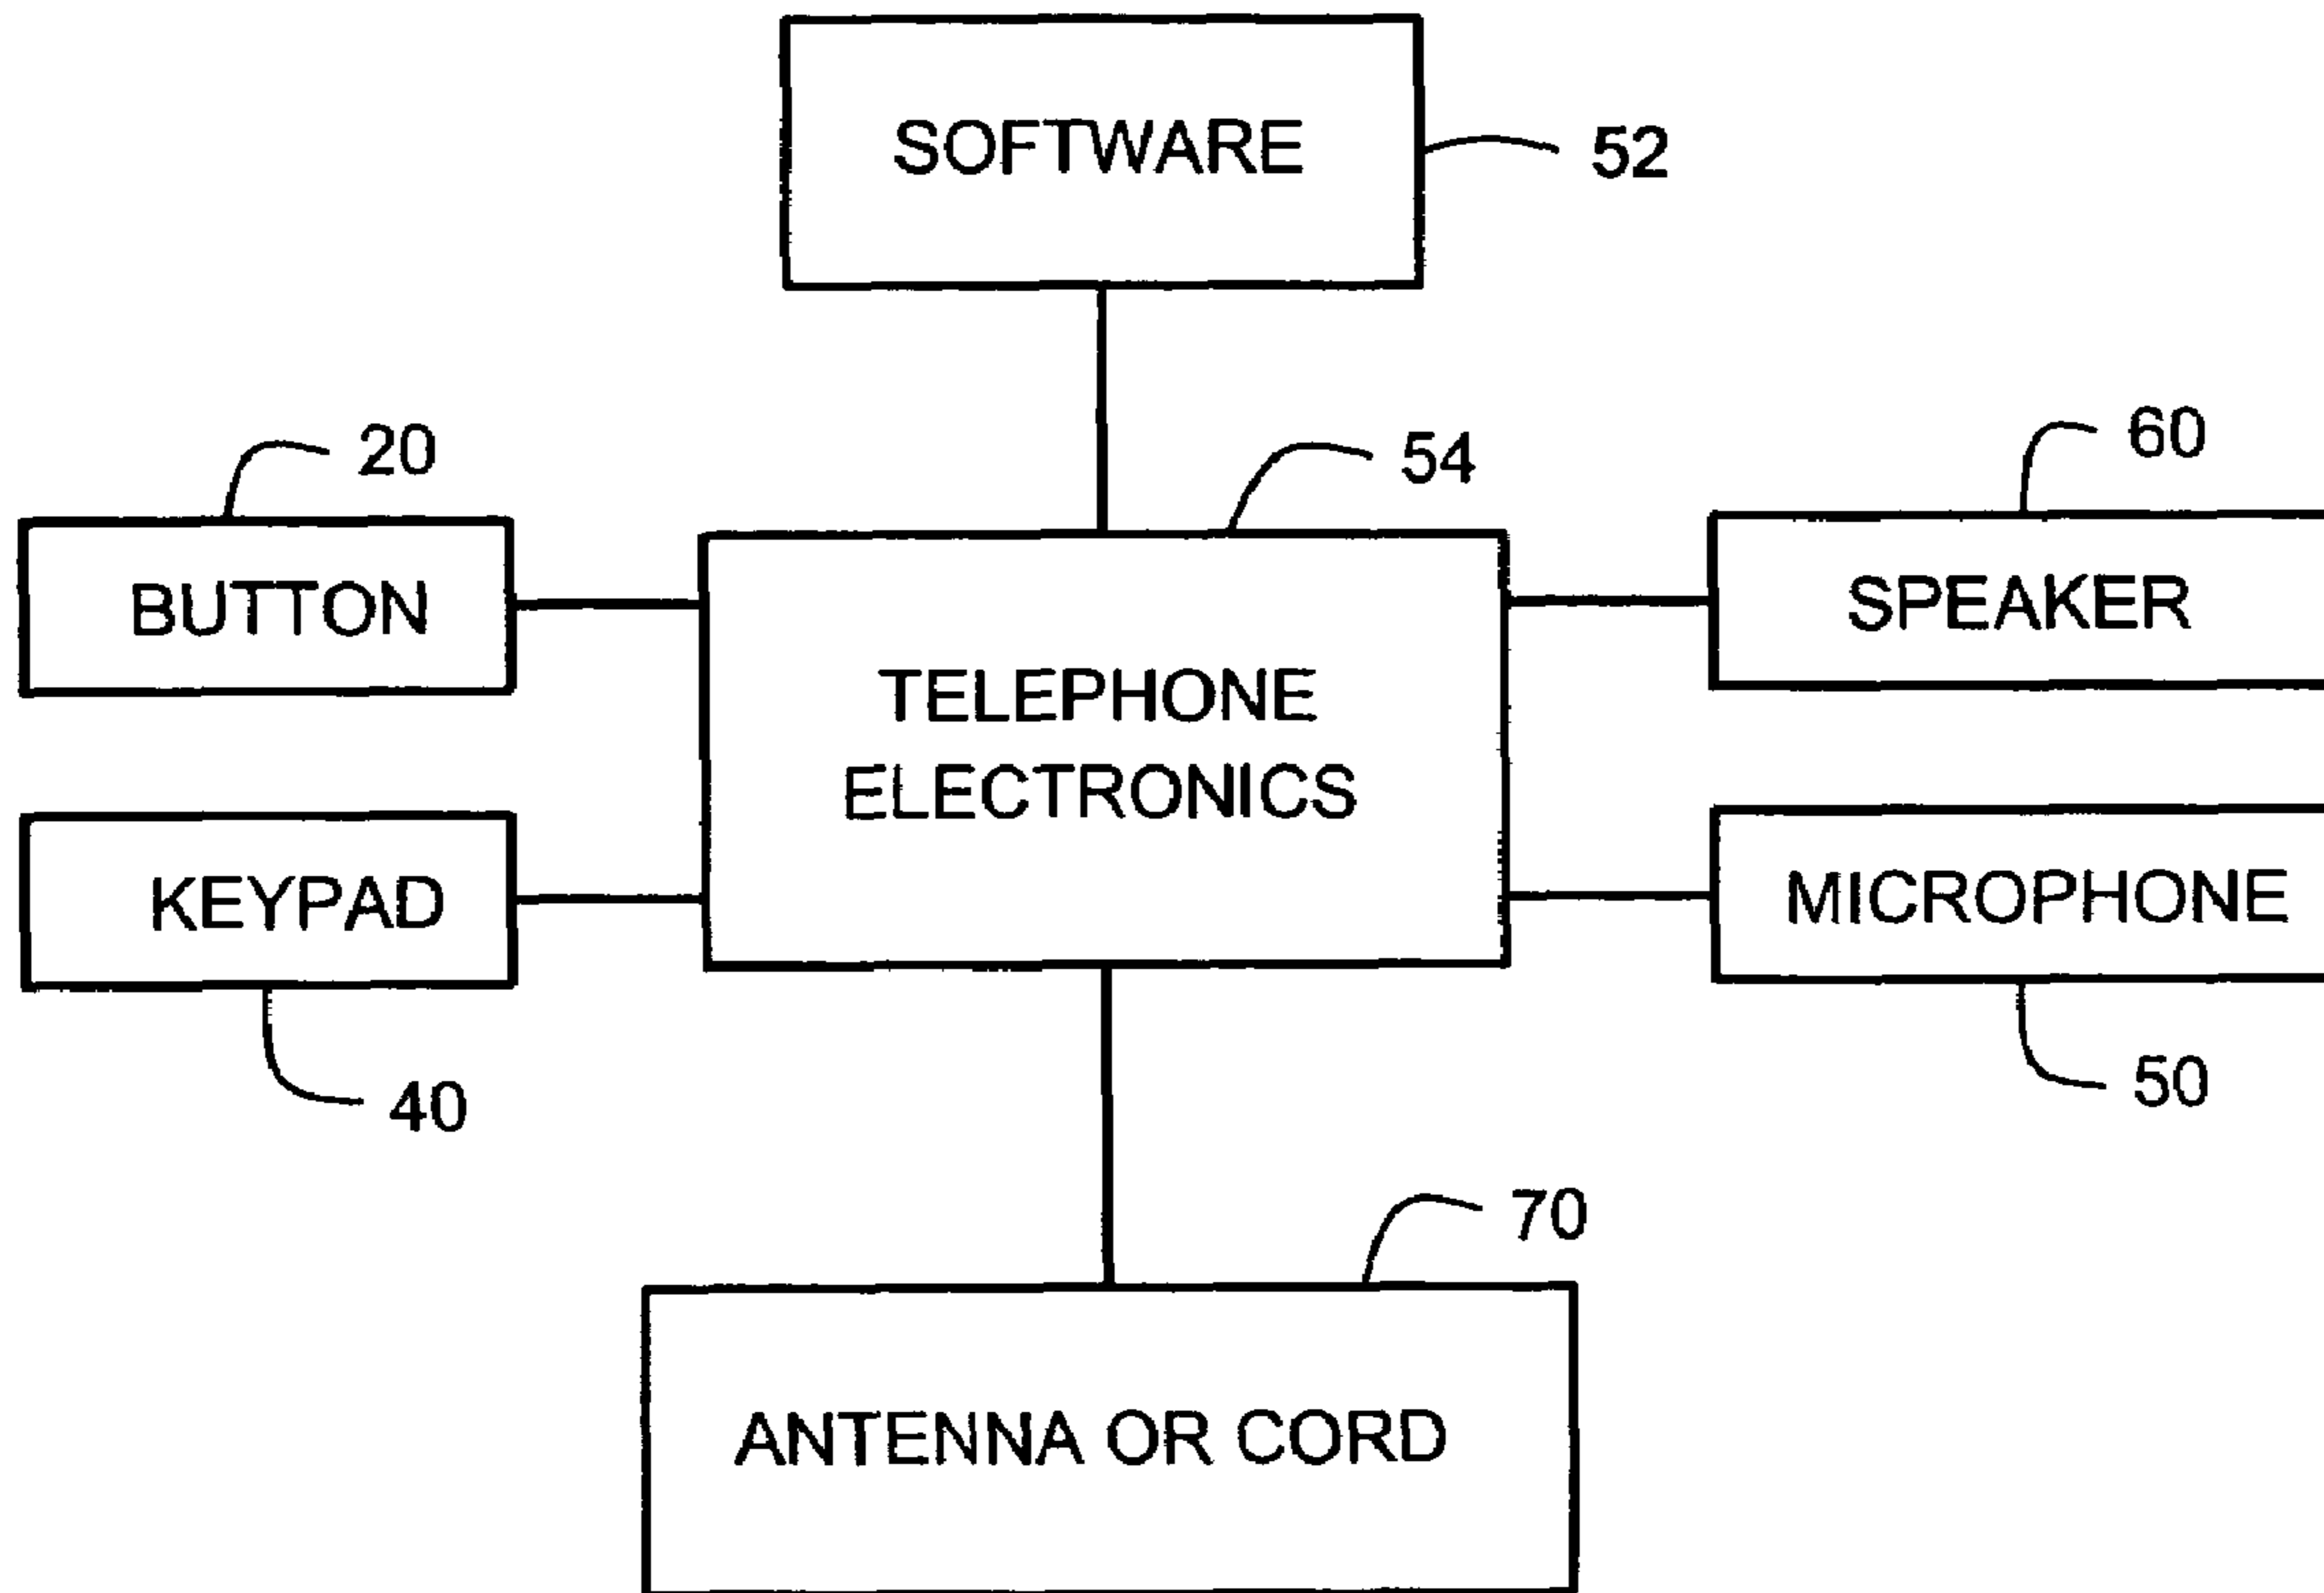 SOFTWARE
52
20
54
60
BUTTON
SPEAKER
TELEPHONE
ELECTRONICS
KEYPAD
MICROPHONE
40
50
70
ANTENNA OR CORD